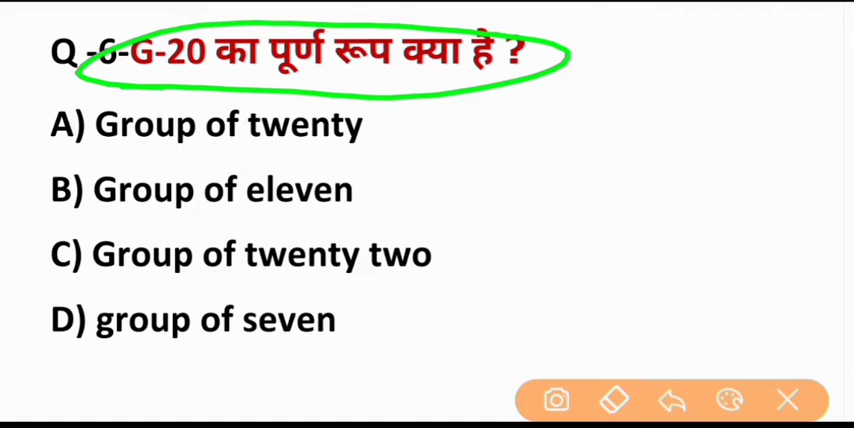 Q -6-G-20 का पूर्ण रूप क्या है ?
A) Group of twenty
B) Group of eleven
C) Group of twenty two
D) group of seven